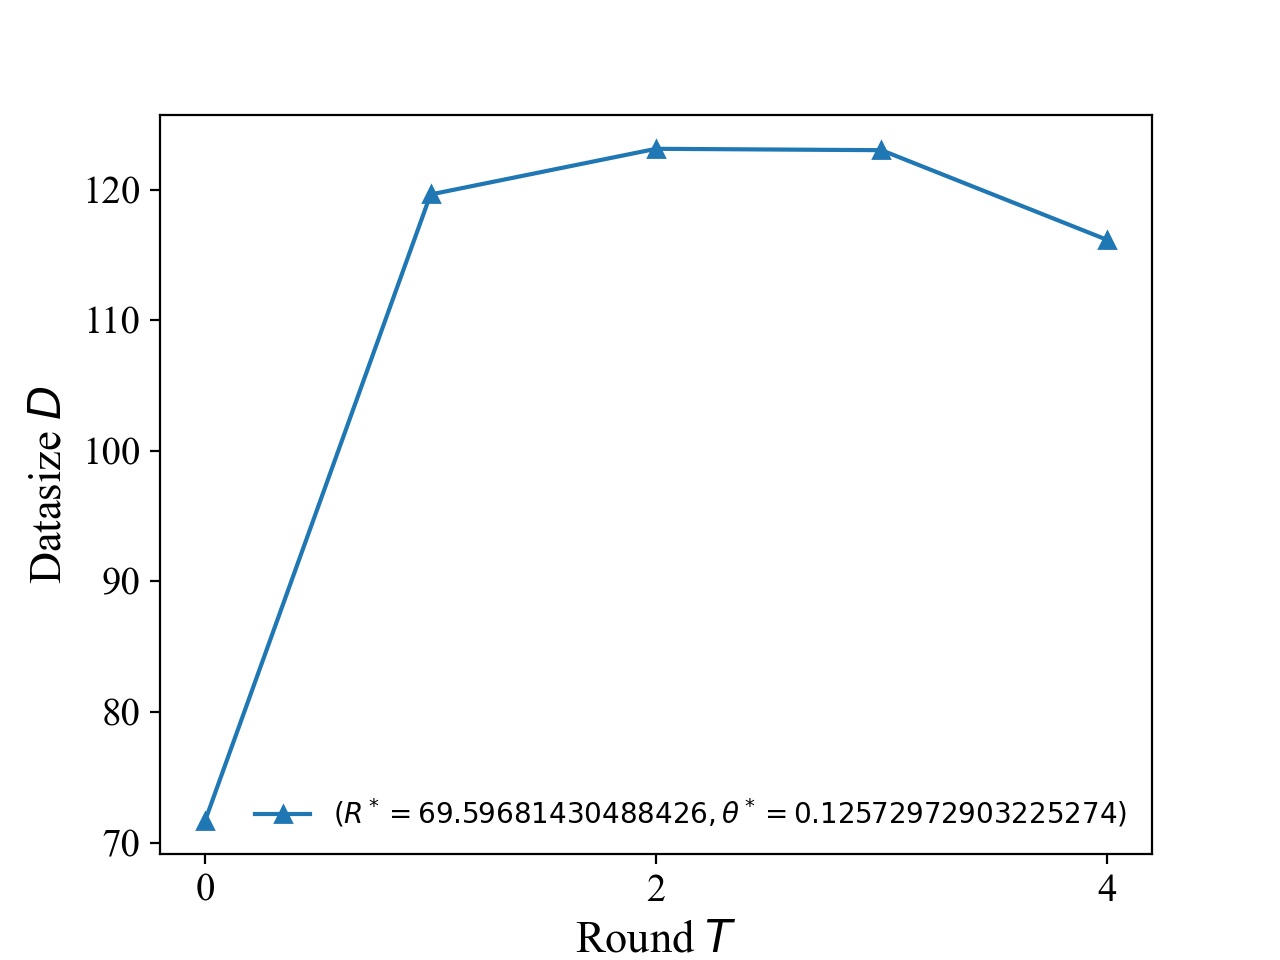 120
110
100
90
80
70
Datasize D
(R* = 69.59681430488426, θ* = 0.12572972903225274)
0 2 4
Round T